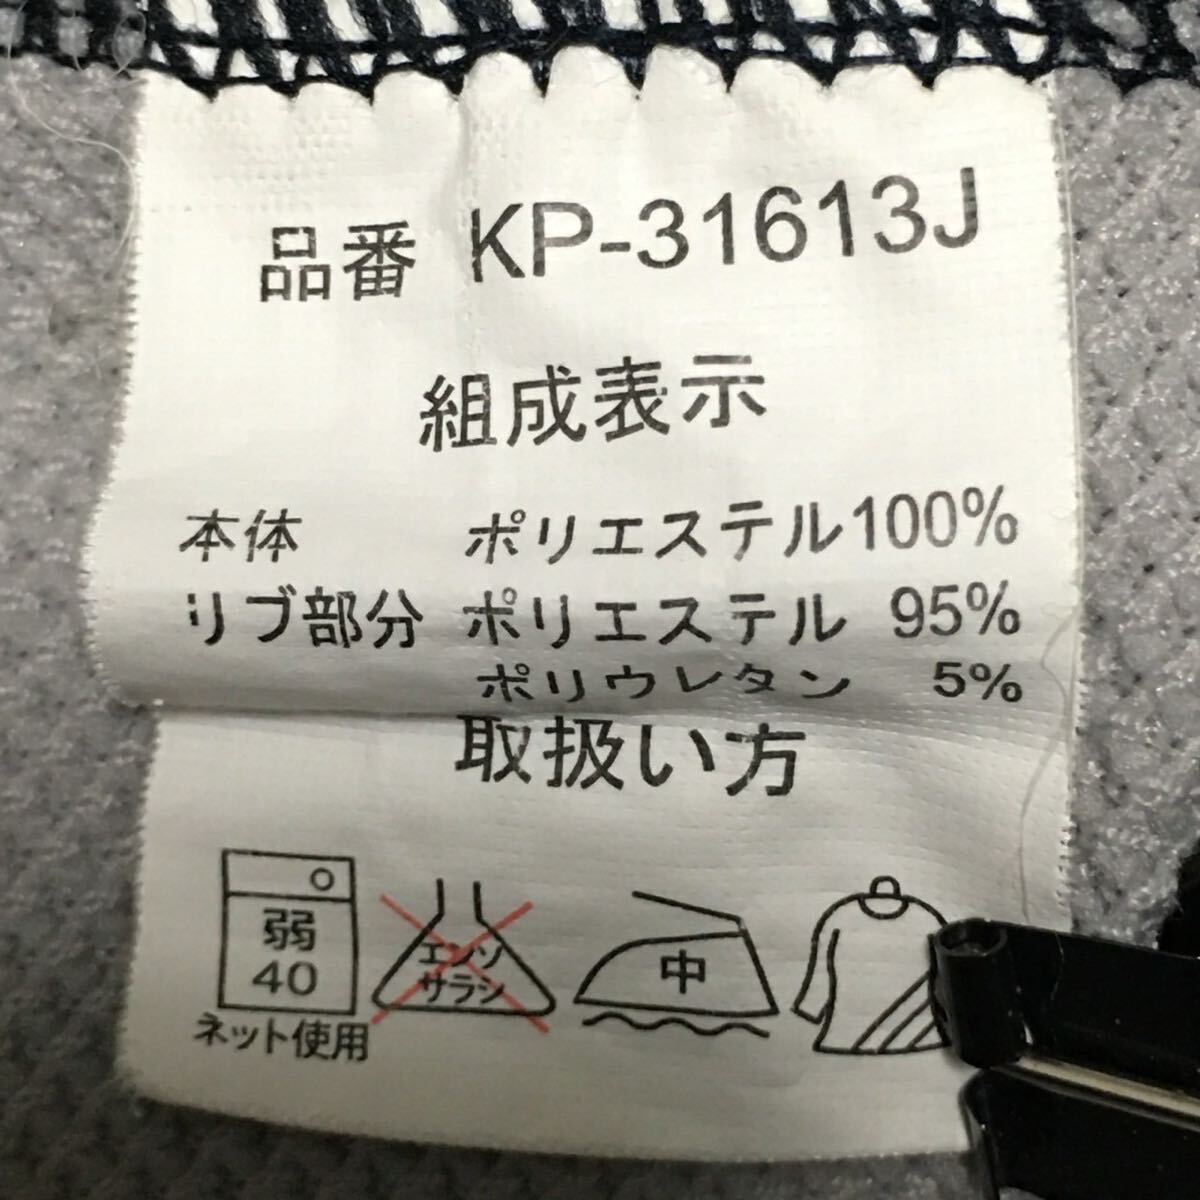 品番 KP-31613J
組成表示
本体 ポリエステル100%
リブ部分 ポリエステル 95%
ポリウレタン 5%
取扱い方
弱
40
ネット使用
エンソ
サラシ
中